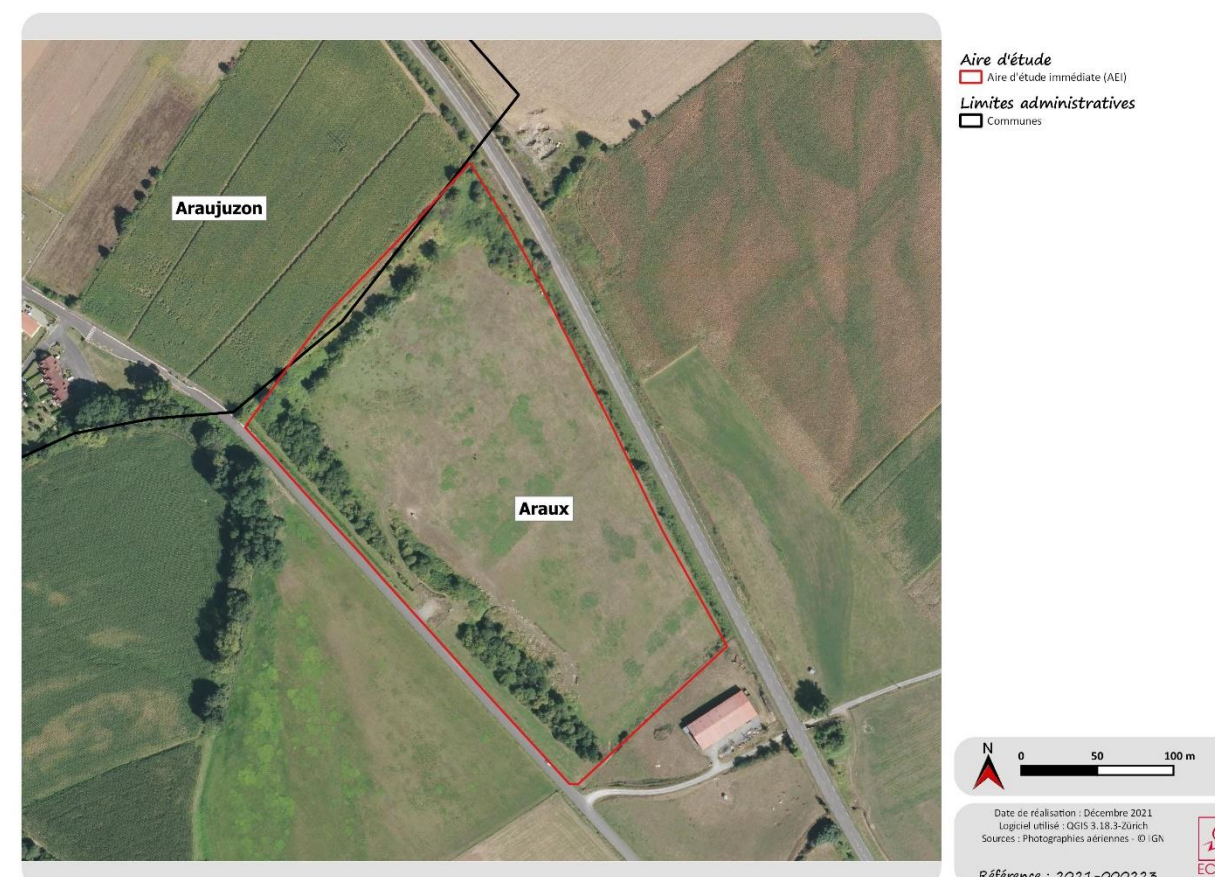 Aire d'étude
Aire d'étude immédiate (AEI)
Limites administratives
Communes
Araujuzon
Araux
N
0 50 100 m
Date de réalisation : Décembre 2021
Logiciel utilisé : QGIS 3.18.3-Zürich
Sources : Photographies aériennes - © IGN
Référence : 2021-000223